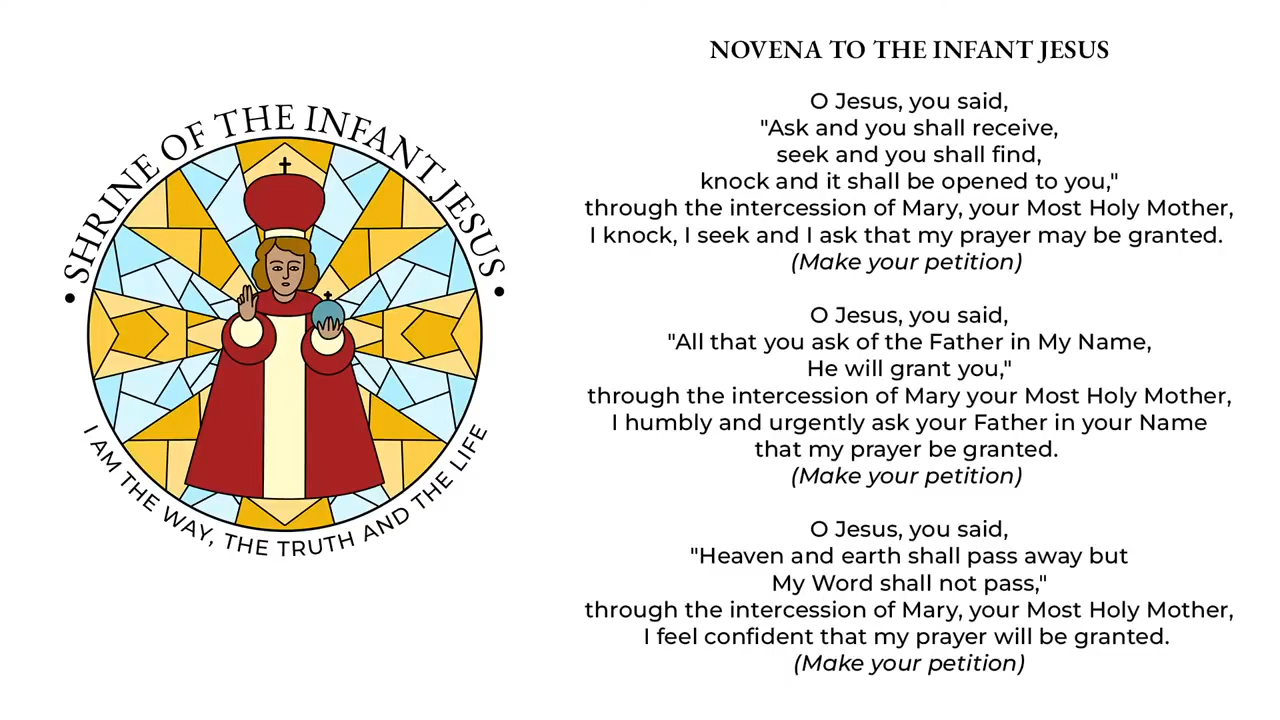 • SHRINE OF THE INFANT JESUS •
I AM THE WAY, THE TRUTH AND THE LIFE
NOVENA TO THE INFANT JESUS
O Jesus, you said,
"Ask and you shall receive,
seek and you shall find,
knock and it shall be opened to you,"
through the intercession of Mary, your Most Holy Mother,
I knock, I seek and I ask that my prayer may be granted.
(Make your petition)
O Jesus, you said,
"All that you ask of the Father in My Name,
He will grant you,"
through the intercession of Mary your Most Holy Mother,
I humbly and urgently ask your Father in your Name
that my prayer be granted.
(Make your petition)
O Jesus, you said,
"Heaven and earth shall pass away but
My Word shall not pass,"
through the intercession of Mary, your Most Holy Mother,
I feel confident that my prayer will be granted.
(Make your petition)